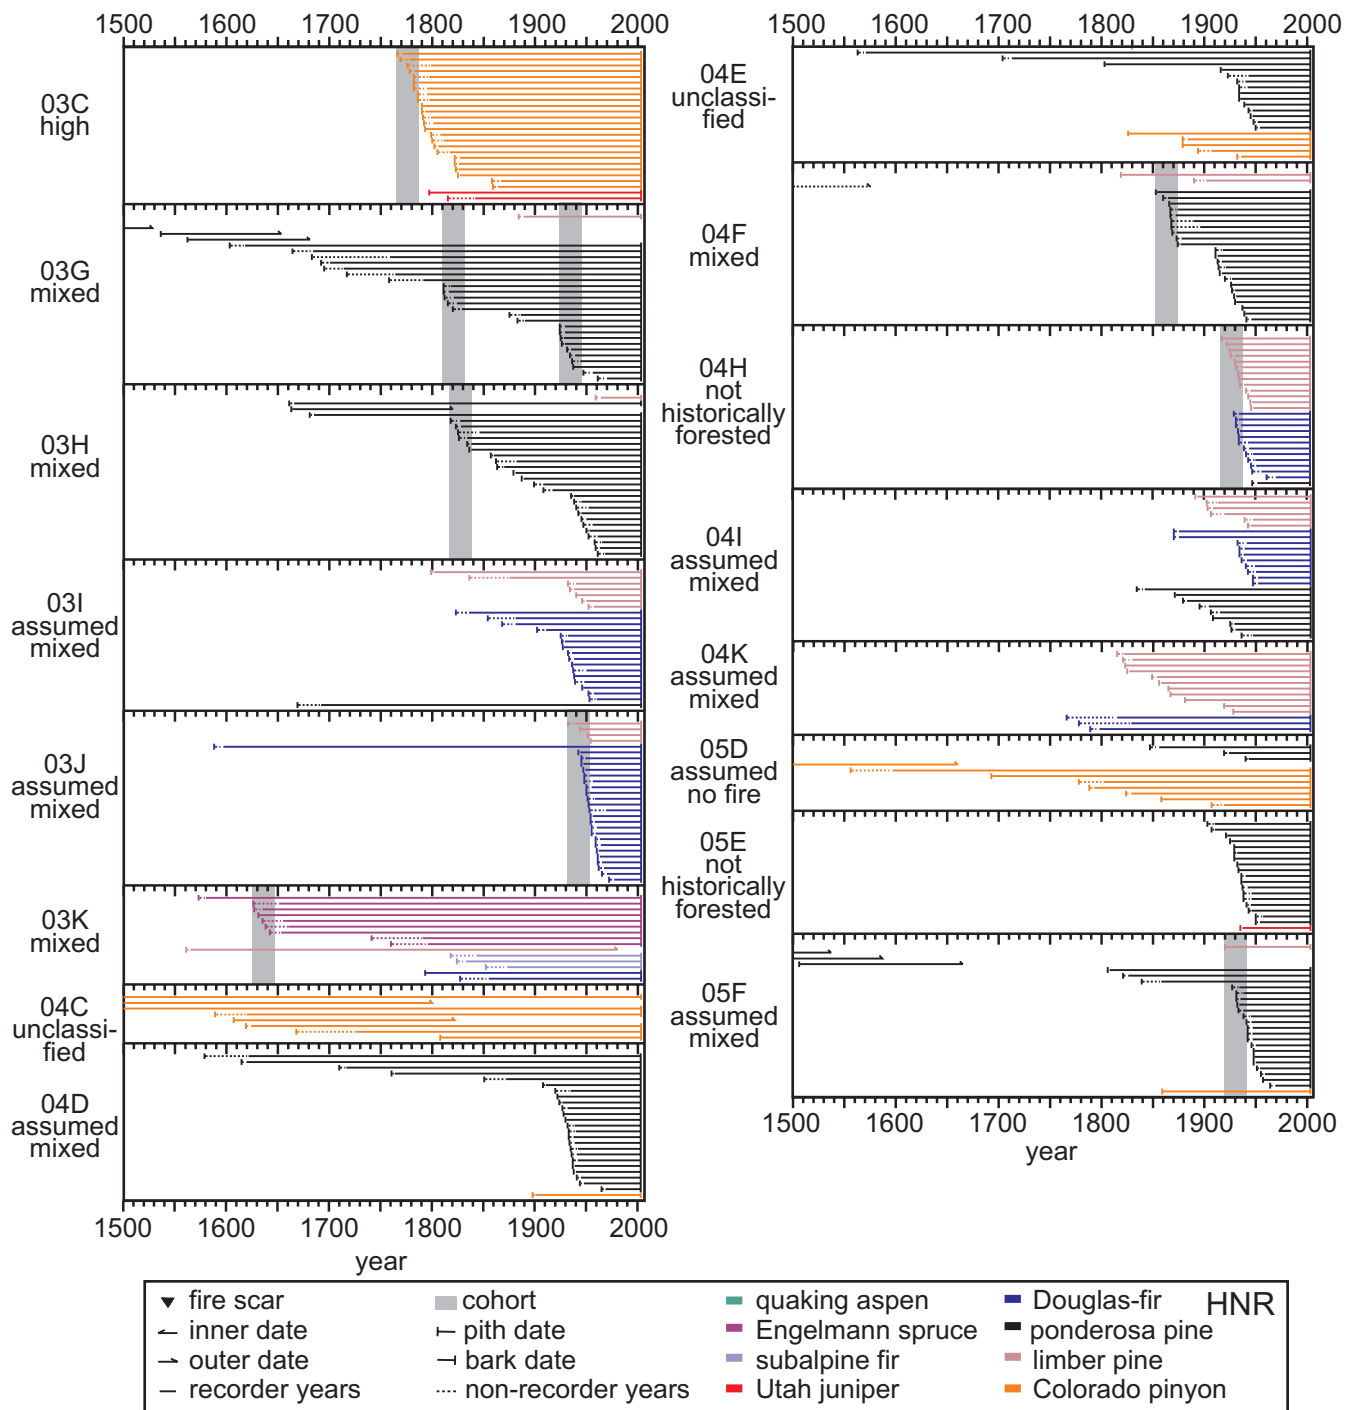 1500 1600 1700 1800 1900 2000
03C
high
03G
mixed
03H
mixed
03I
assumed
mixed
03J
assumed
mixed
03K
mixed
04C
unclassi-
fied
04D
assumed
mixed
1500 1600 1700 1800 1900 2000
year
1500 1600 1700 1800 1900 2000
04E
unclassi-
fied
04F
mixed
04H
not
historically
forested
04I
assumed
mixed
04K
assumed
mixed
05D
assumed
no fire
05E
not
historically
forested
05F
assumed
mixed
1500 1600 1700 1800 1900 2000
year
fire scar cohort quaking aspen Douglas-fir HNR
inner date pith date Engelmann spruce ponderosa pine
outer date bark date subalpine fir limber pine
recorder years non-recorder years Utah juniper Colorado pinyon